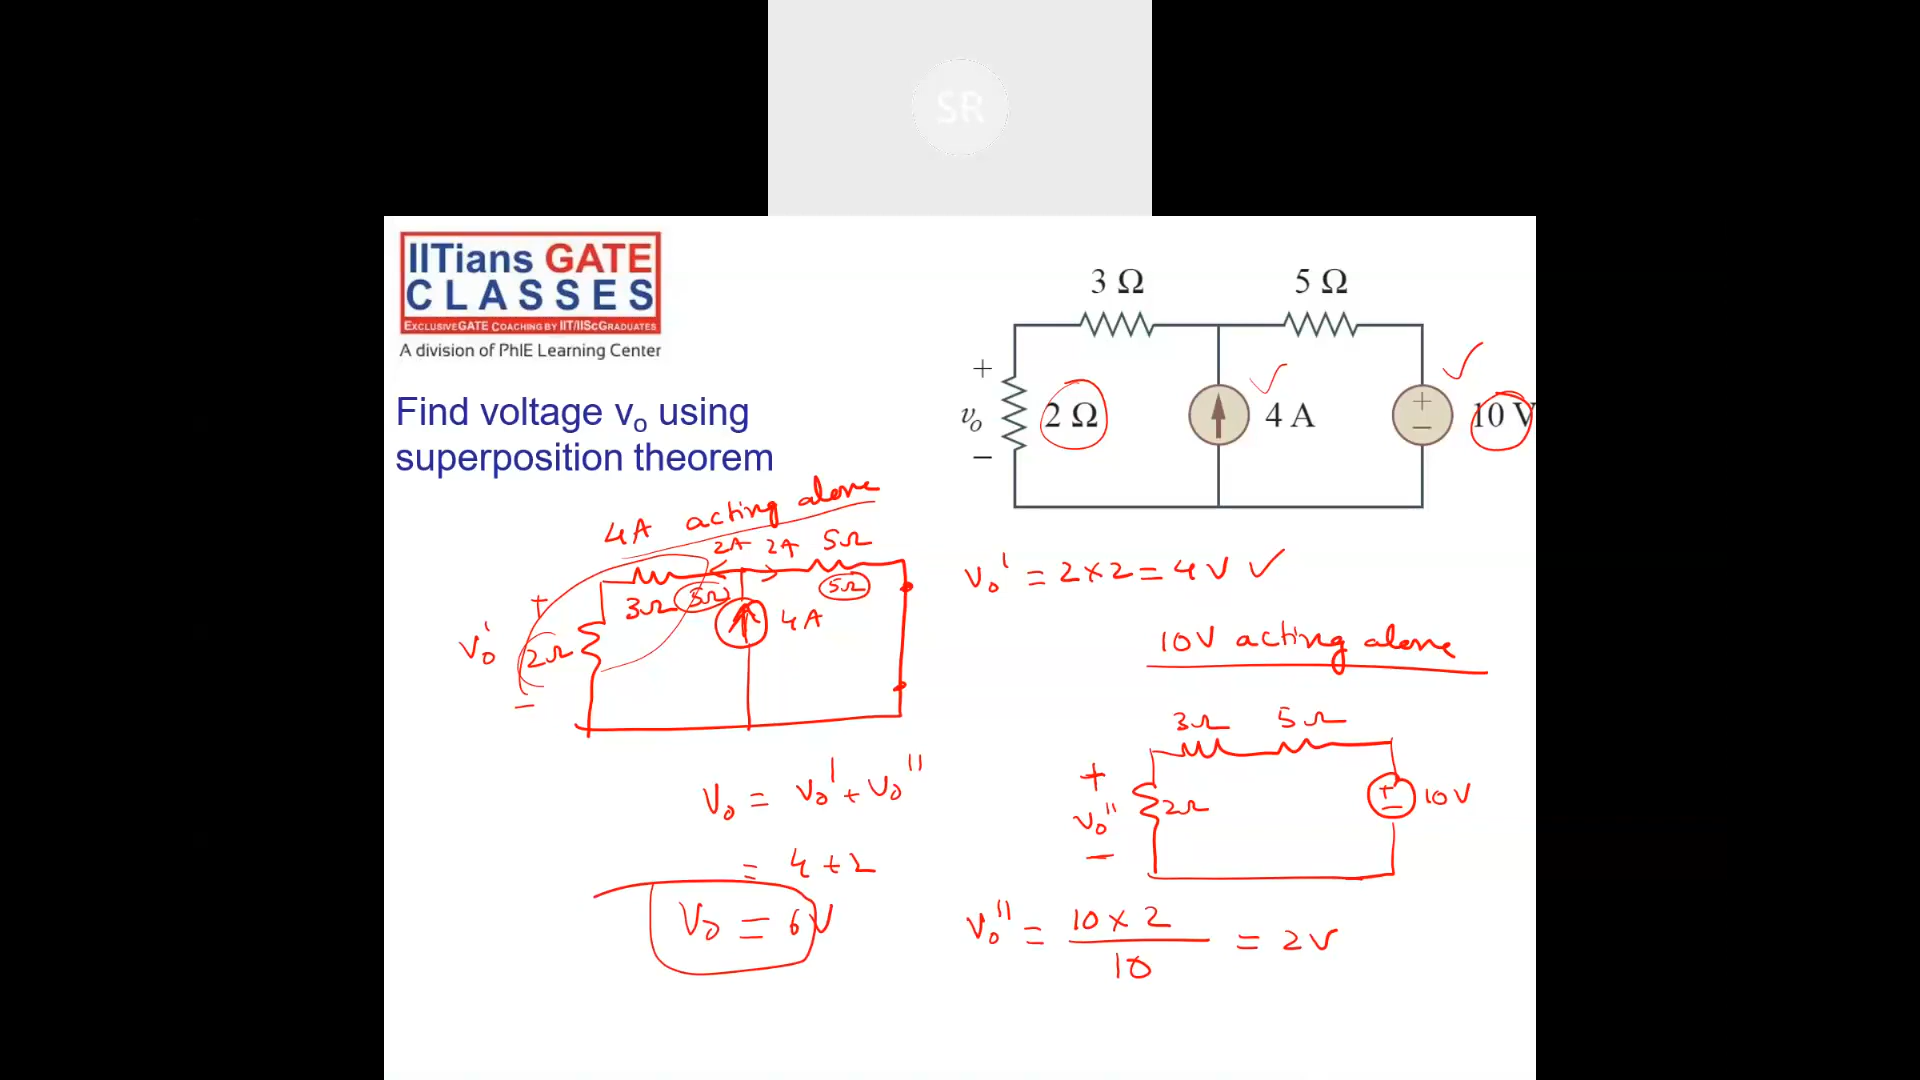 SR
IITians GATE
CLASSES
EXCLUSIVE GATE COACHING BY IIT/IISc GRADUATES
A division of PhIE Learning Center
Find voltage vo using
superposition theorem
3 Ω 5 Ω
+
vo 2 Ω 4 A + 10 V
−
−
4A acting alone
2A 2A 5Ω
3Ω 5Ω 5Ω
+
Vo' 2Ω 4A
−
Vo' = 2×2 = 4V ✓
10V acting alone
3Ω 5Ω
+
Vo'' 2Ω + 10V
−
−
Vo = Vo' + Vo''
= 4 + 2
Vo = 6V
Vo'' = 10 × 2 = 2V
10